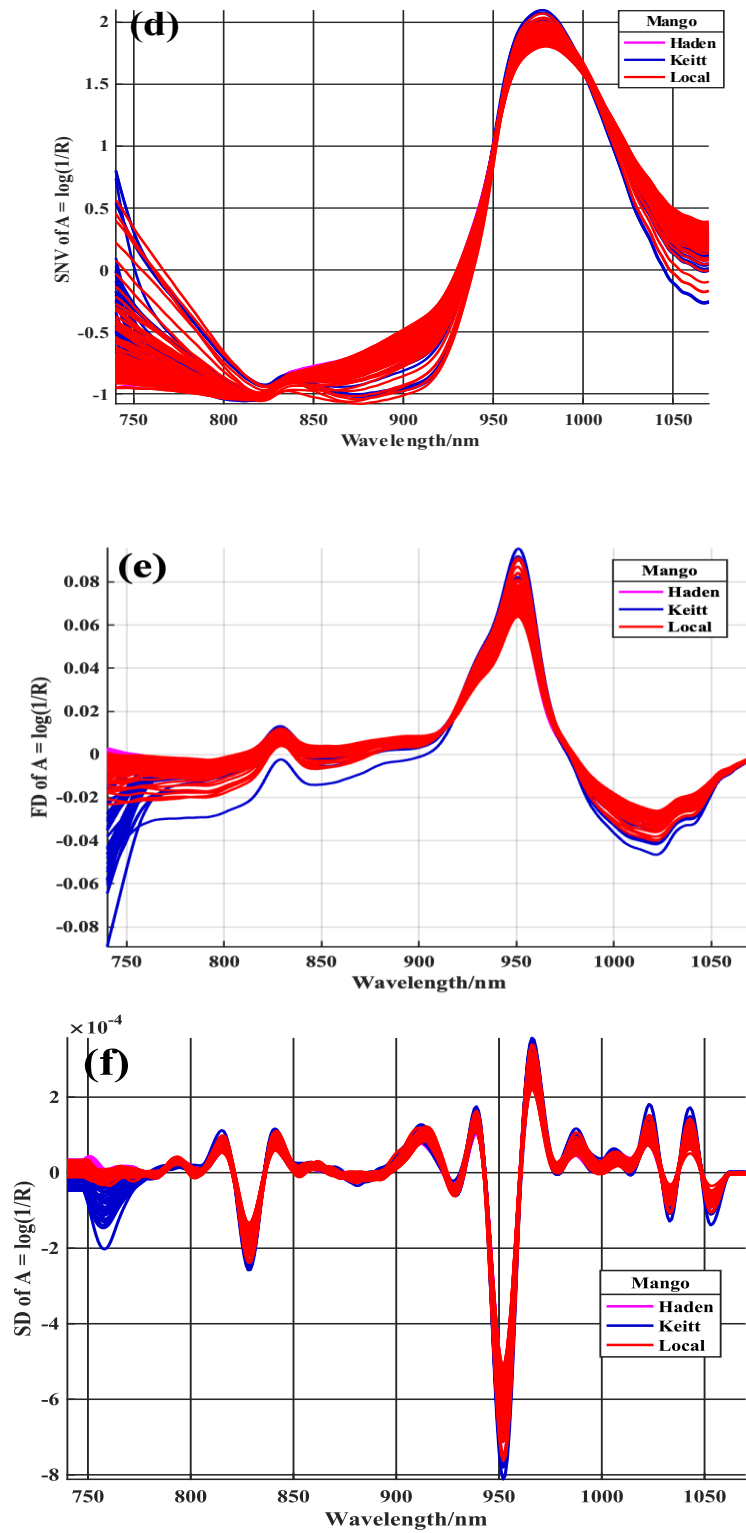 (d)
Mango
Haden
Keitt
Local
SNV of A = log(1/R)
2
1.5
1
0.5
0
-0.5
-1
750 800 850 900 950 1000 1050
Wavelength/nm
(e)
Mango
Haden
Keitt
Local
FD of A = log(1/R)
0.08
0.06
0.04
0.02
0
-0.02
-0.04
-0.06
-0.08
750 800 850 900 950 1000 1050
Wavelength/nm
×10⁻⁴
(f)
SD of A = log(1/R)
2
0
-2
-4
-6
-8
Mango
Haden
Keitt
Local
750 800 850 900 950 1000 1050
Wavelength/nm